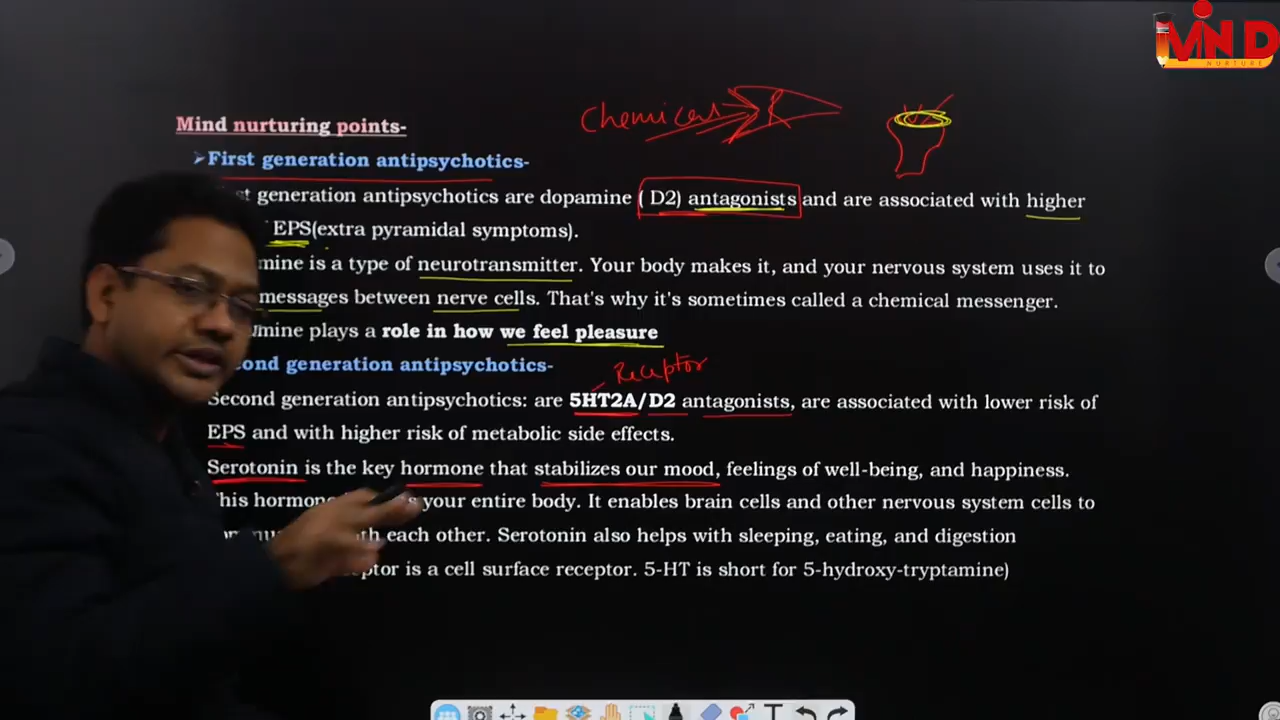 MIND
NURTURE
Chemicals
Mind nurturing points-
➢First generation antipsychotics-
generation antipsychotics are dopamine ( D2) antagonists and are associated with higher
EPS(extra pyramidal symptoms).
mine is a type of neurotransmitter. Your body makes it, and your nervous system uses it to
messages between nerve cells. That's why it's sometimes called a chemical messenger.
mine plays a role in how we feel pleasure
ond generation antipsychotics-
Receptor
Second generation antipsychotics: are 5HT2A/D2 antagonists, are associated with lower risk of
EPS and with higher risk of metabolic side effects.
Serotonin is the key hormone that stabilizes our mood, feelings of well-being, and happiness.
This hormone your entire body. It enables brain cells and other nervous system cells to
each other. Serotonin also helps with sleeping, eating, and digestion
ptor is a cell surface receptor. 5-HT is short for 5-hydroxy-tryptamine)
T